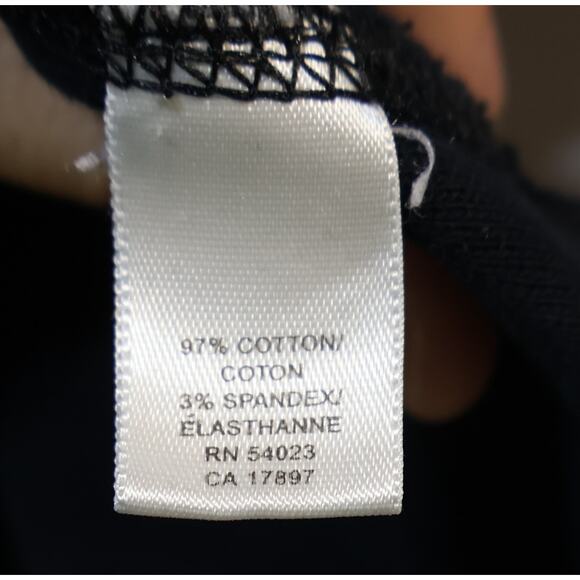 97% COTTON/
COTON
3% SPANDEX/
ÉLASTHANNE
RN 54023
CA 17897